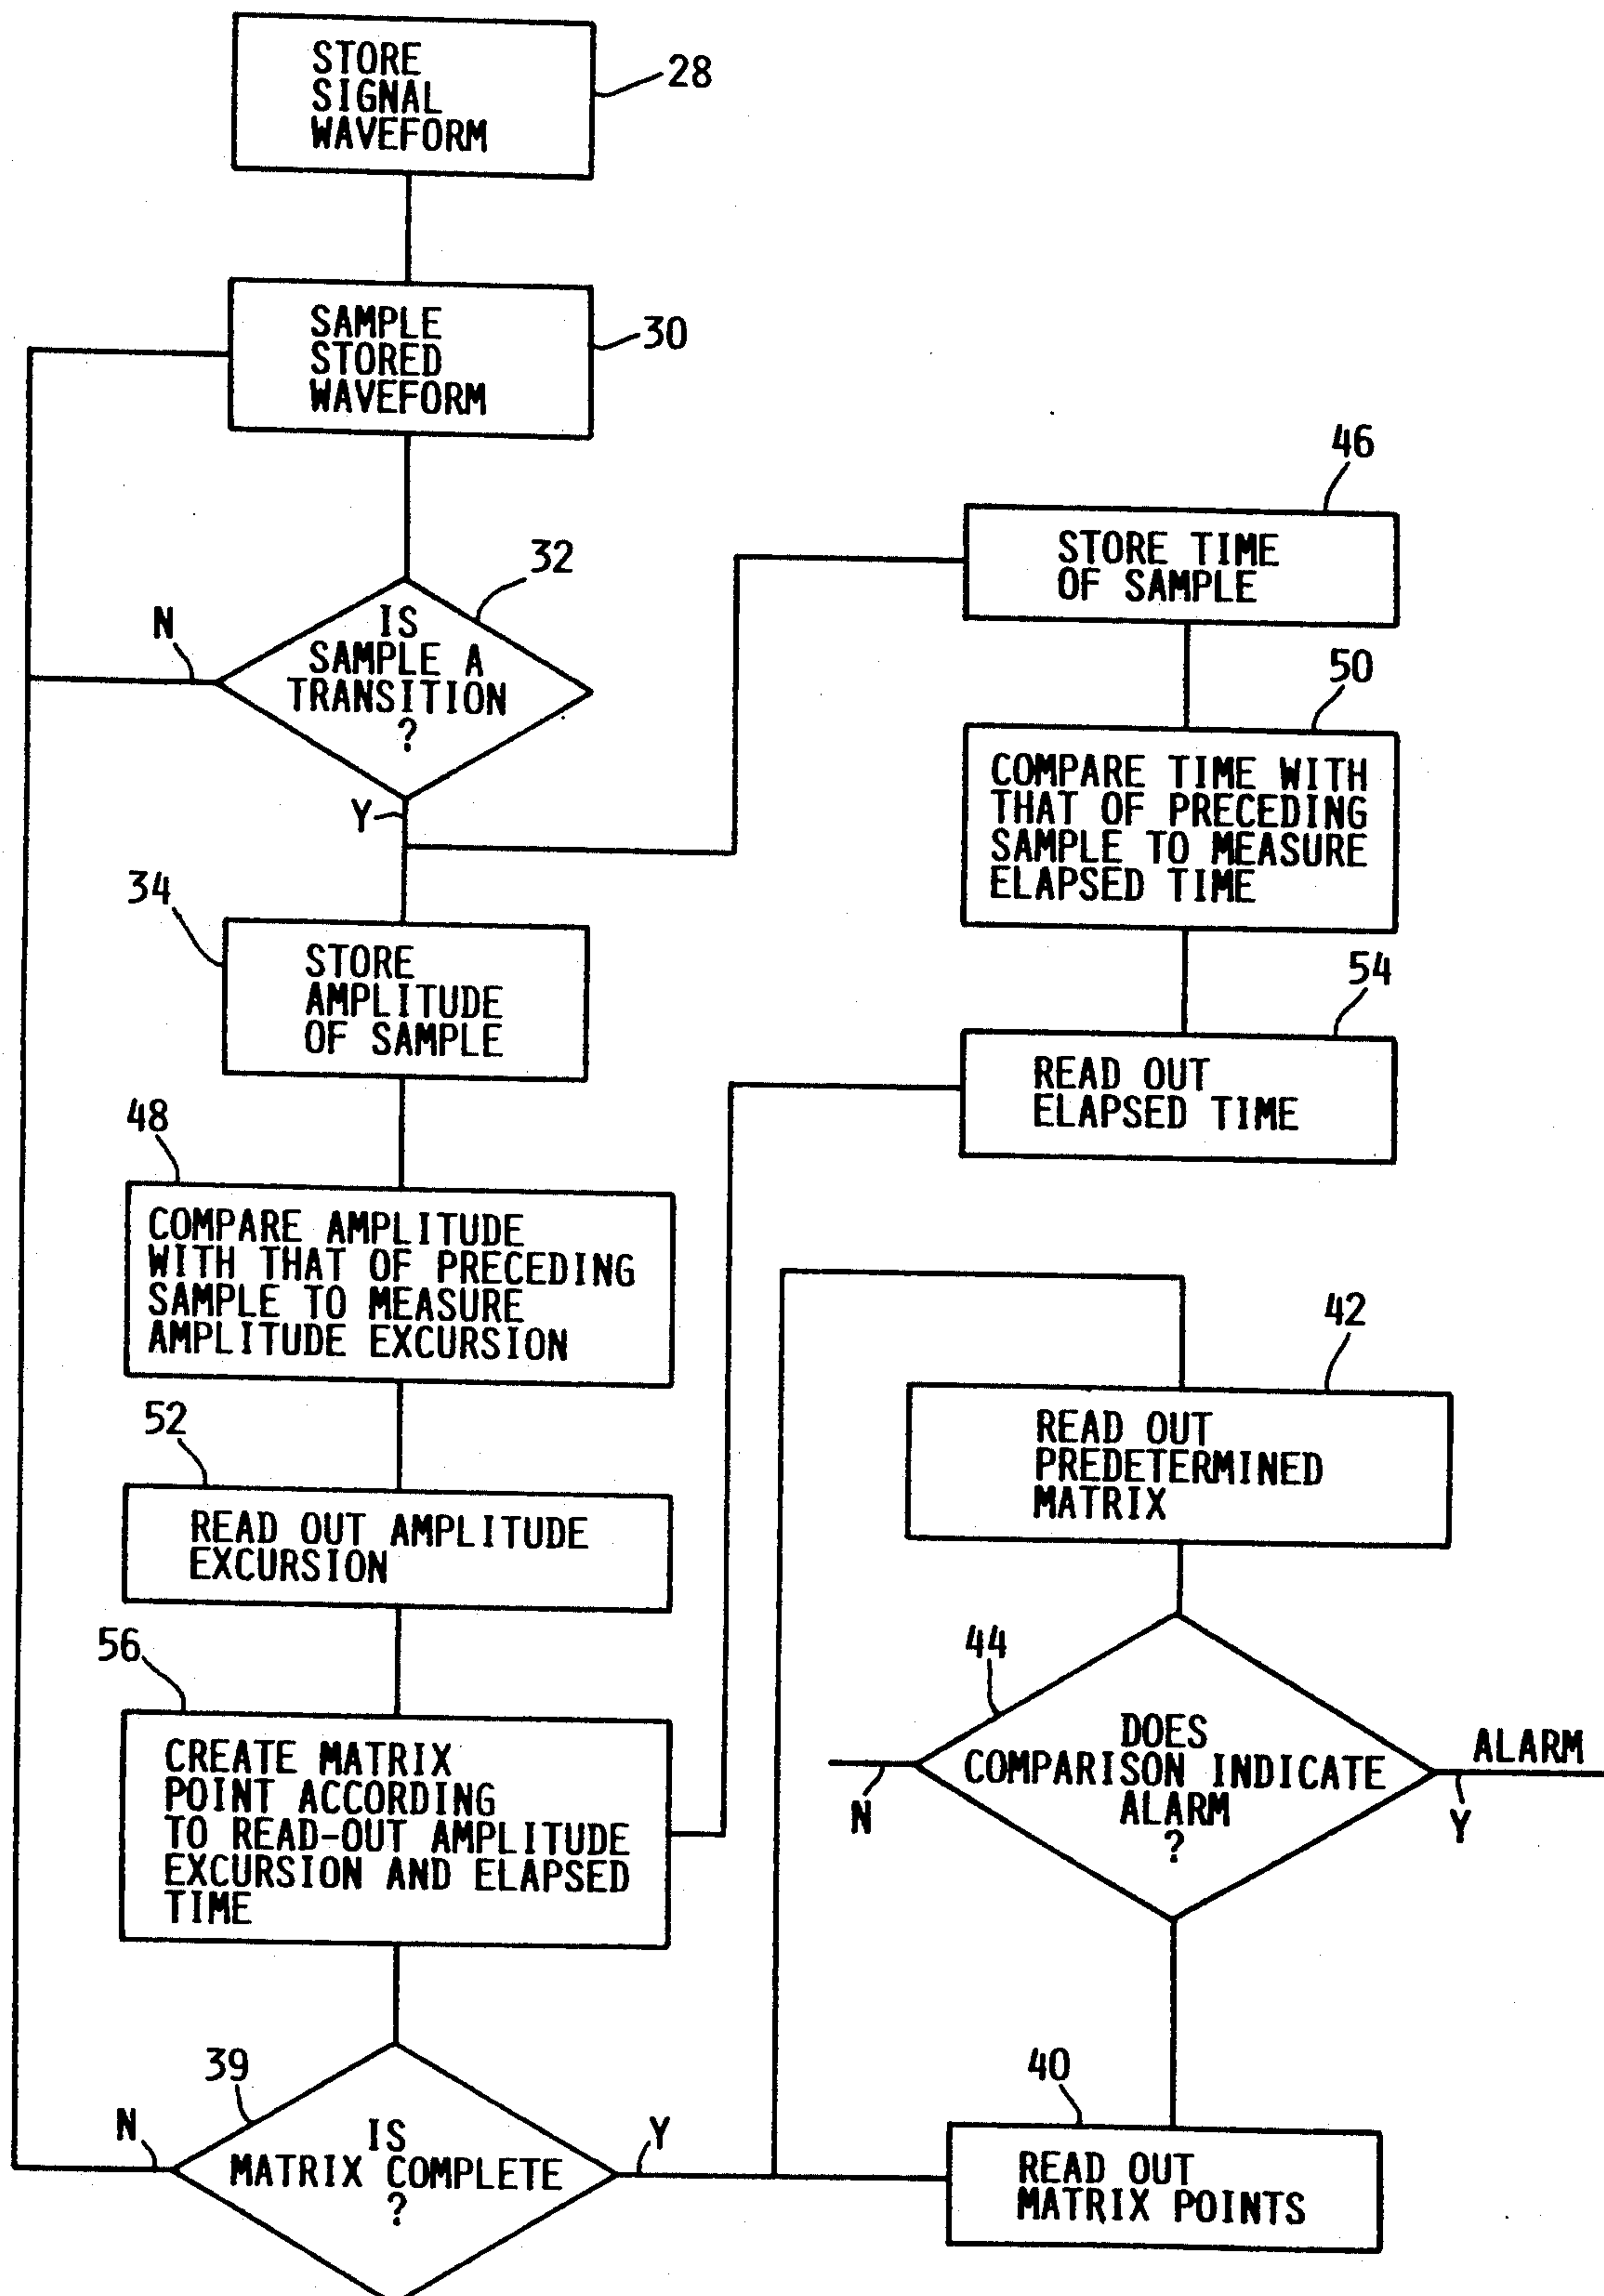 STORE
SIGNAL
WAVEFORM
28
SAMPLE
STORED
WAVEFORM
30
IS
SAMPLE A
TRANSITION
?
32
N
Y
34
STORE
AMPLITUDE
OF SAMPLE
48
COMPARE AMPLITUDE
WITH THAT OF PRECEDING
SAMPLE TO MEASURE
AMPLITUDE EXCURSION
52
READ OUT AMPLITUDE
EXCURSION
56
CREATE MATRIX
POINT ACCORDING
TO READ-OUT AMPLITUDE
EXCURSION AND ELAPSED
TIME
39
N
IS
MATRIX COMPLETE
?
Y
46
STORE TIME
OF SAMPLE
50
COMPARE TIME WITH
THAT OF PRECEDING
SAMPLE TO MEASURE
ELAPSED TIME
54
READ OUT
ELAPSED TIME
42
READ OUT
PREDETERMINED
MATRIX
44
DOES
COMPARISON INDICATE
ALARM
?
N
ALARM
Y
40
READ OUT
MATRIX POINTS